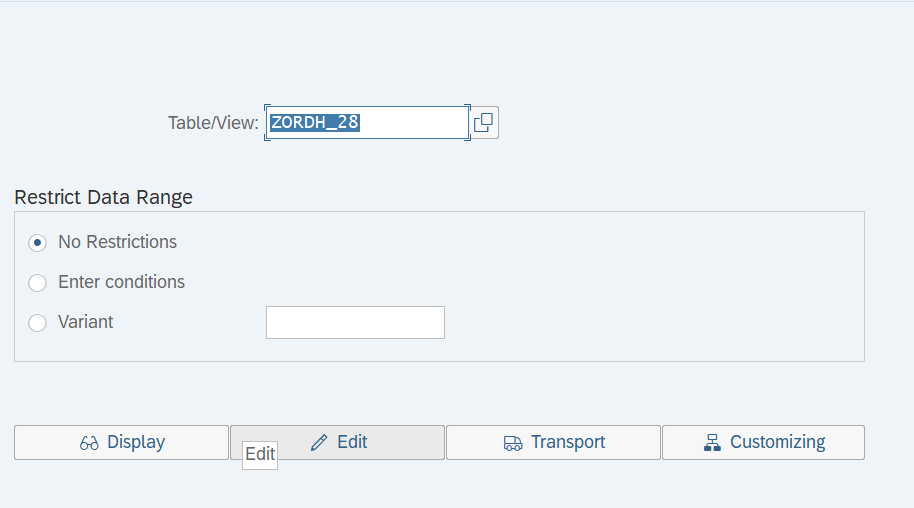 Table/View: ZORDH_28
Restrict Data Range
No Restrictions
Enter conditions
Variant
Display Edit Transport Customizing
Edit